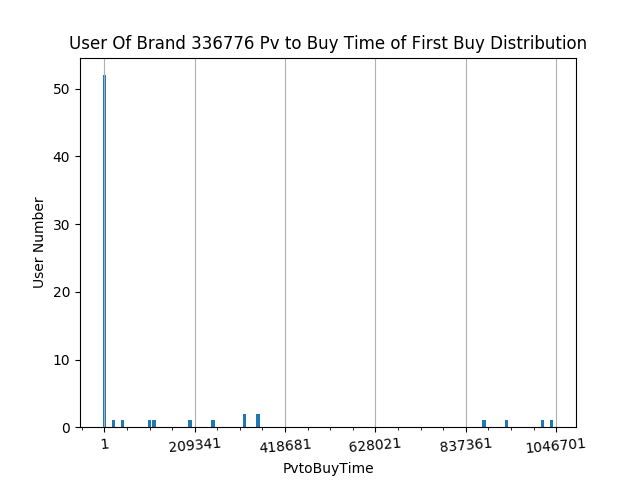 User Of Brand 336776 Pv to Buy Time of First Buy Distribution
50
40
30
20
10
0
User Number
1 209341 418681 628021 837361 1046701
PvtoBuyTime